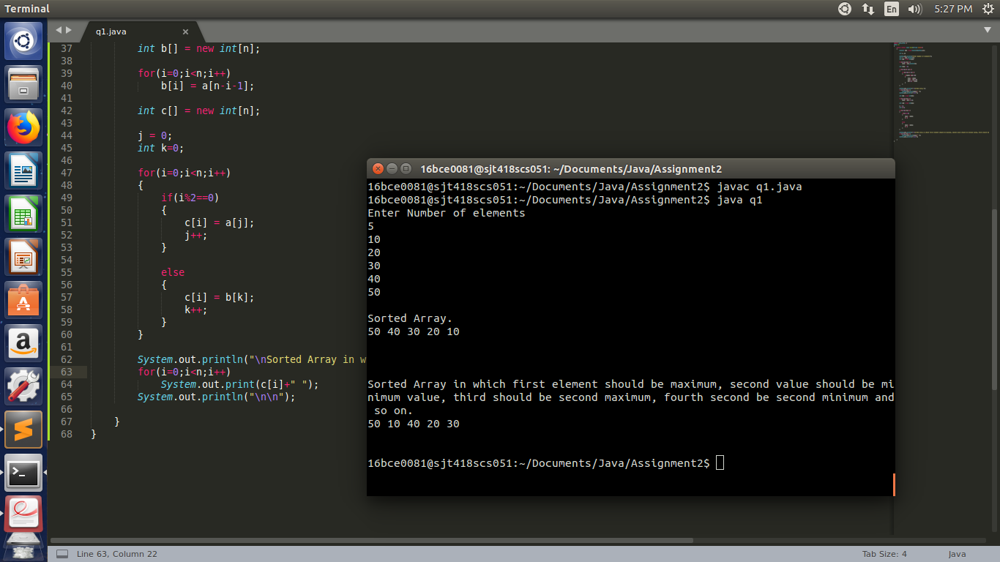 Terminal
En
5:27 PM
q1.java
37 int b[] = new int[n];
38
39 for(i=0;i<n;i++)
40 b[i] = a[n-i-1];
41
42 int c[] = new int[n];
43
44 j = 0;
45 int k=0;
46
47 for(i=0;i<n;i++)
48 {
49 if(i%2==0)
50 {
51 c[i] = a[j];
52 j++;
53 }
54
55 else
56 {
57 c[i] = b[k];
58 k++;
59 }
60 }
61
62 System.out.println("\nSorted Array in w
63 for(i=0;i<n;i++)
64 System.out.print(c[i]+" ");
65 System.out.println("\n\n");
66
67 }
68 }
16bce0081@sjt418scs051: ~/Documents/Java/Assignment2
16bce0081@sjt418scs051:~/Documents/Java/Assignment2$ javac q1.java
16bce0081@sjt418scs051:~/Documents/Java/Assignment2$ java q1
Enter Number of elements
5
10
20
30
40
50
Sorted Array.
50 40 30 20 10
Sorted Array in which first element should be maximum, second value should be mi
nimum value, third should be second maximum, fourth second be second minimum and
so on.
50 10 40 20 30
16bce0081@sjt418scs051:~/Documents/Java/Assignment2$
Line 63, Column 22
Tab Size: 4
Java